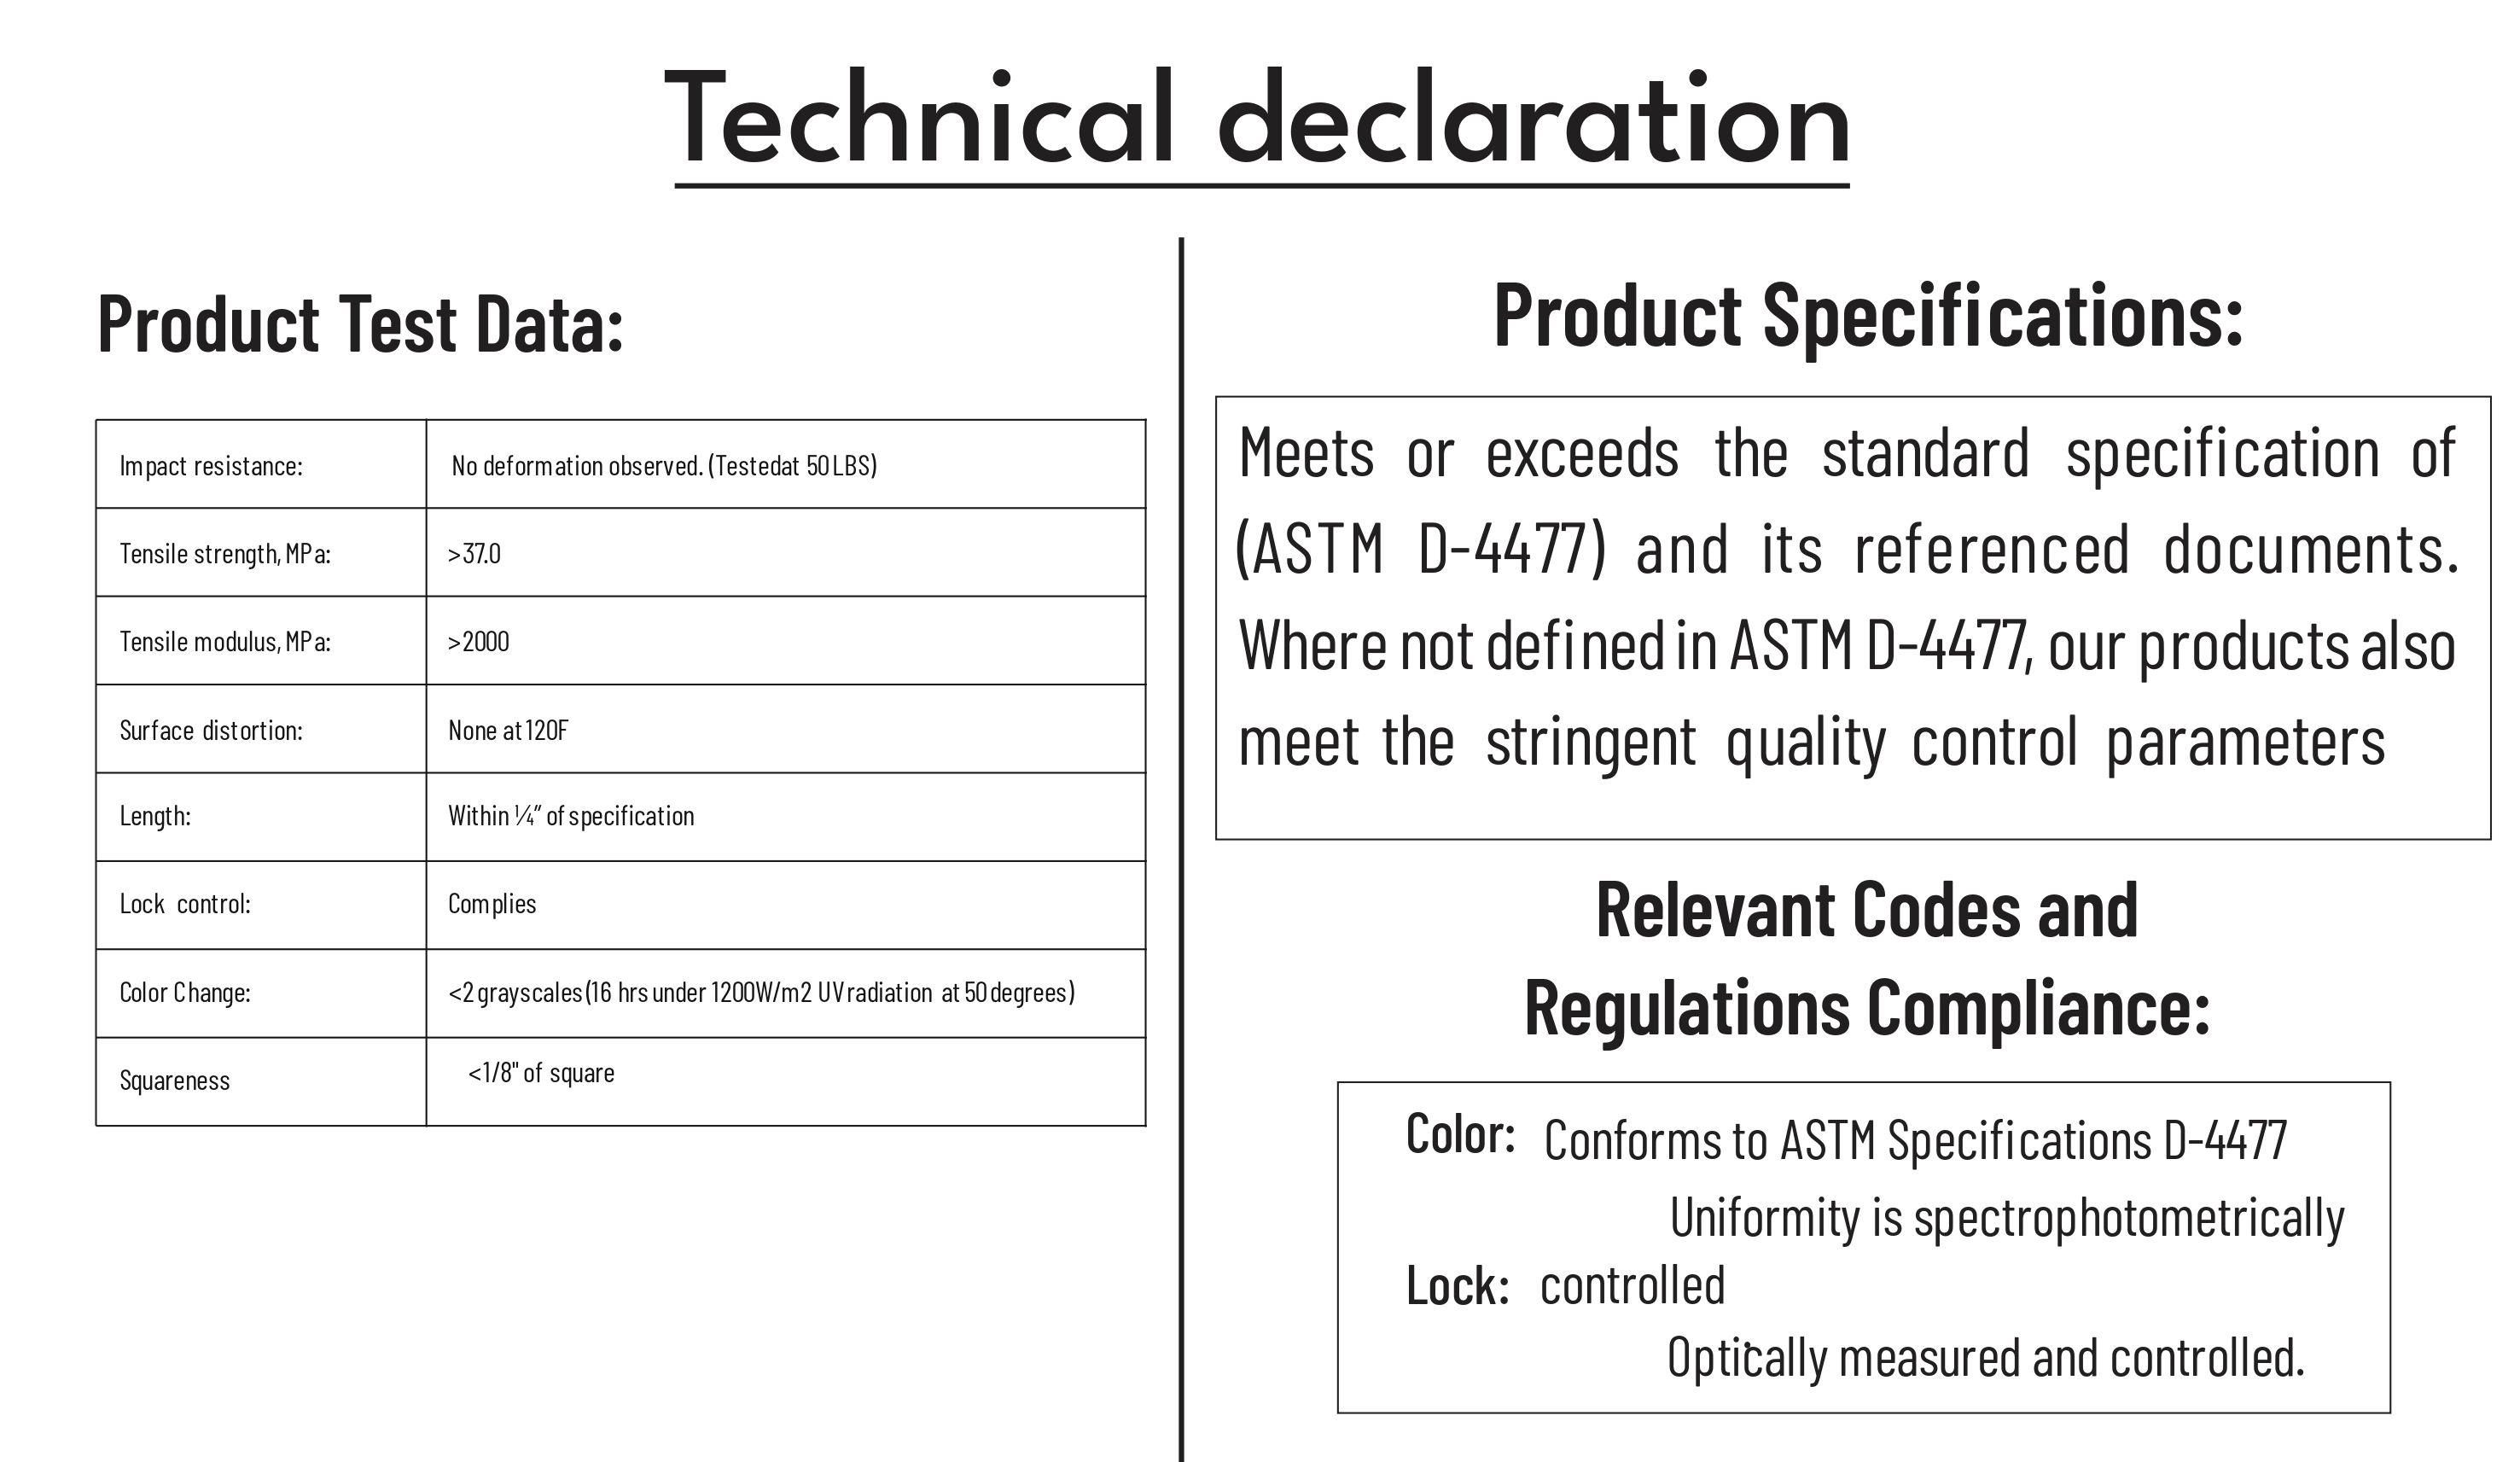 Technical declaration
Product Test Data:
Impact resistance: No deformation observed. (Testedat 50 LBS)
Tensile strength, MPa: >37.0
Tensile modulus, MPa: >2000
Surface distortion: None at 120F
Length: Within ¼” of specification
Lock control: Complies
Color Change: <2 grayscales (16 hrs under 1200W/m2 UV radiation at 50 degrees)
Squareness <1/8" of square
Product Specifications:
Meets or exceeds the standard specification of
(ASTM D-4477) and its referenced documents.
Where not defined in ASTM D-4477, our products also
meet the stringent quality control parameters
Relevant Codes and
Regulations Compliance:
Color: Conforms to ASTM Specifications D-4477
Uniformity is spectrophotometrically
Lock: controlled
Optically measured and controlled.